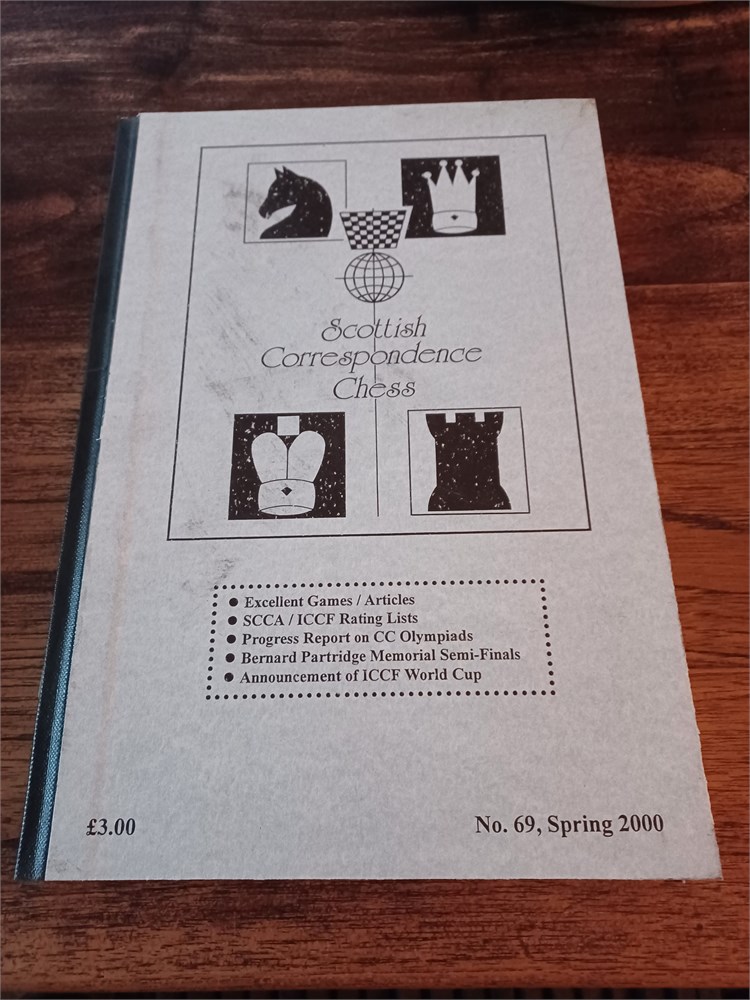 Scottish
Correspondence
Chess
● Excellent Games / Articles
● SCCA / ICCF Rating Lists
● Progress Report on CC Olympiads
● Bernard Partridge Memorial Semi-Finals
● Announcement of ICCF World Cup
£3.00
No. 69, Spring 2000